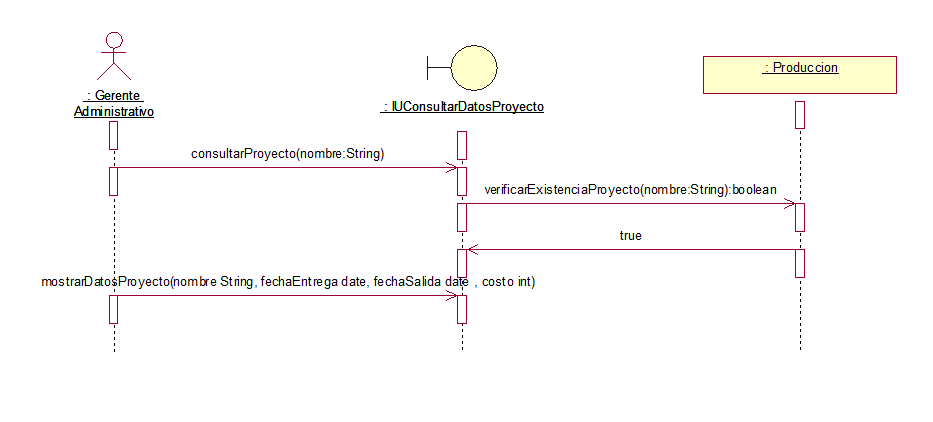 : Gerente
Administrativo
: IUConsultarDatosProyecto
: Produccion
consultarProyecto(nombre:String)
verificarExistenciaProyecto(nombre:String):boolean
true
mostrarDatosProyecto(nombre String, fechaEntrega date, fechaSalida date , costo int)